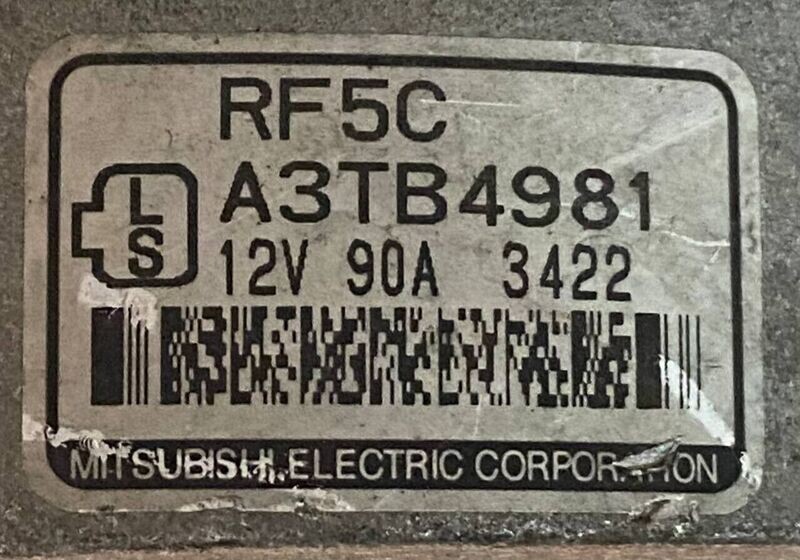 RF5C
A3TB4981
L
S
12V 90A 3422
MITSUBISHI ELECTRIC CORPORATION